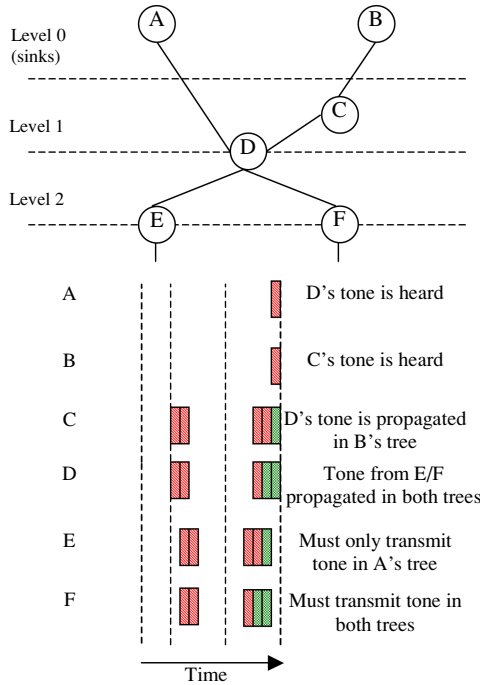 Level 0
(sinks)
A
B
Level 1
C
D
Level 2
E
F
A
D's tone is heard
B
C's tone is heard
C
D's tone is propagated
in B's tree
D
Tone from E/F
propagated in both trees
E
Must only transmit
tone in A's tree
F
Must transmit tone in
both trees
Time